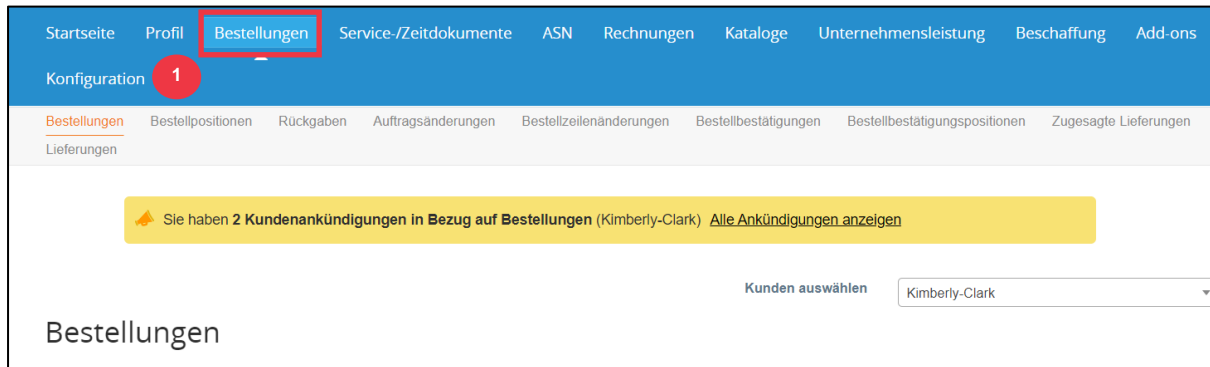 Startseite Profil Bestellungen Service-/Zeitdokumente ASN Rechnungen Kataloge Unternehmensleistung Beschaffung Add-ons
Konfiguration 1
Bestellungen Bestellpositionen Rückgaben Auftragsänderungen Bestellzeilenänderungen Bestellbestätigungen Bestellbestätigungspositionen Zugesagte Lieferungen
Lieferungen
Sie haben 2 Kundenankündigungen in Bezug auf Bestellungen (Kimberly-Clark) Alle Ankündigungen anzeigen
Kunden auswählen Kimberly-Clark
Bestellungen